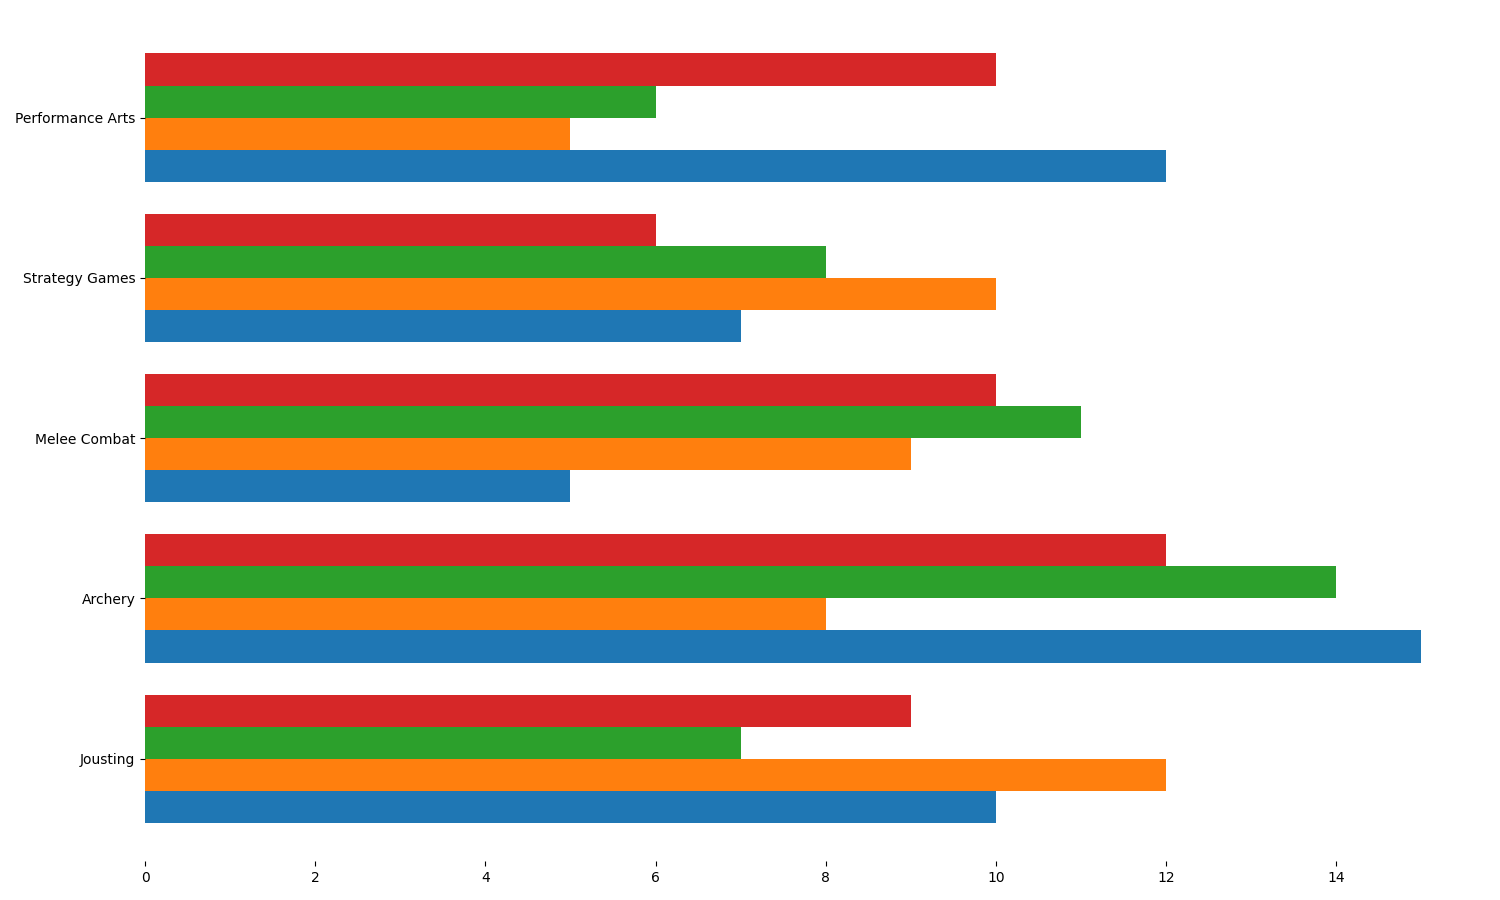 Performance Arts
Strategy Games
Melee Combat
Archery
Jousting
0 2 4 6 8 10 12 14